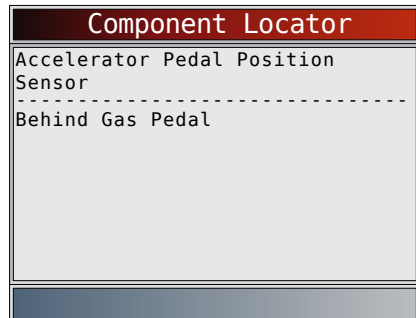 Component Locator
Accelerator Pedal Position
Sensor
--------------------------------
Behind Gas Pedal